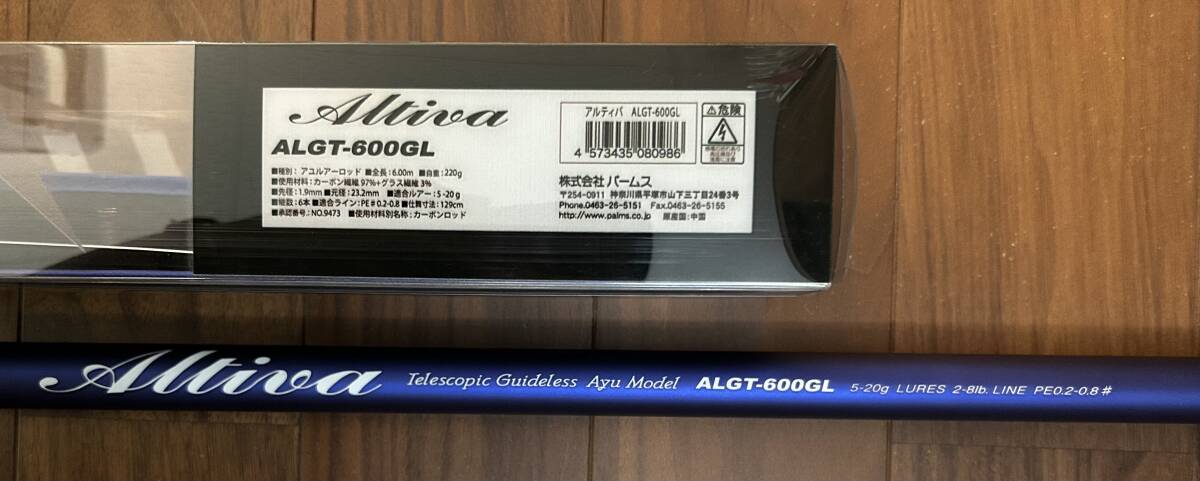 Altiva
ALGT-600GL
■種別：アユルアーロッド ■全長：6.00m ■自重：220g
■使用材料：カーボン繊維 97%+グラス繊維 3%
■先径：1.9mm ■元径：23.2mm ■適合ルアー：5-20g
■継数：6本 ■適合ライン：PE＃0.2-0.8 ■仕舞寸法：129cm
■承認番号：NO.9473 ■使用材料別名称：カーボンロッド
アルティバ ALGT-600GL
4 573435 080986
⚠危険
株式会社 パームス
〒254-0911 神奈川県平塚市山下三丁目24番3号
Phone.0463-26-5151 Fax.0463-26-5155
http://www.palms.co.jp 原産国：中国
Altiva Telescopic Guideless Ayu Model ALGT-600GL 5-20g LURES 2-8lb. LINE PE0.2-0.8#